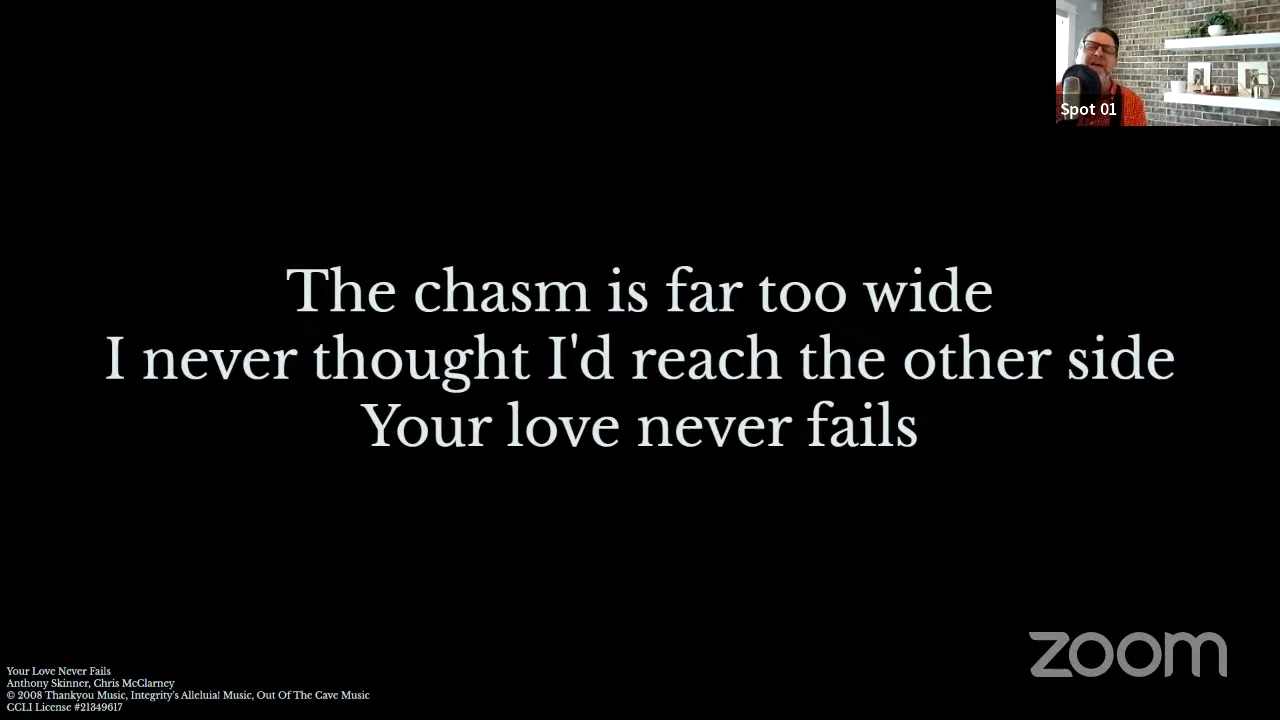 Spot 01
The chasm is far too wide
I never thought I'd reach the other side
Your love never fails
zoom
Your Love Never Fails
Anthony Skinner, Chris McClarney
© 2008 Thankyou Music, Integrity's Alleluia! Music, Out Of The Cave Music
CCLI License #21349617